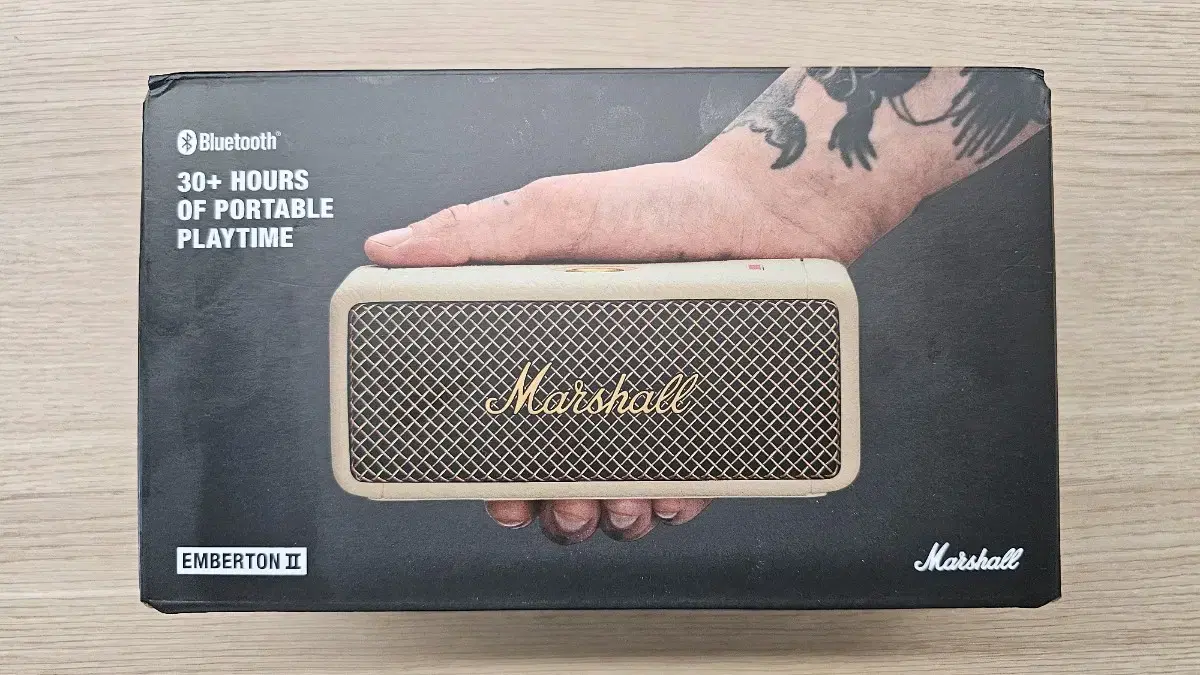 Bluetooth®
30+ HOURS
OF PORTABLE
PLAYTIME
Marshall
EMBERTON II
Marshall